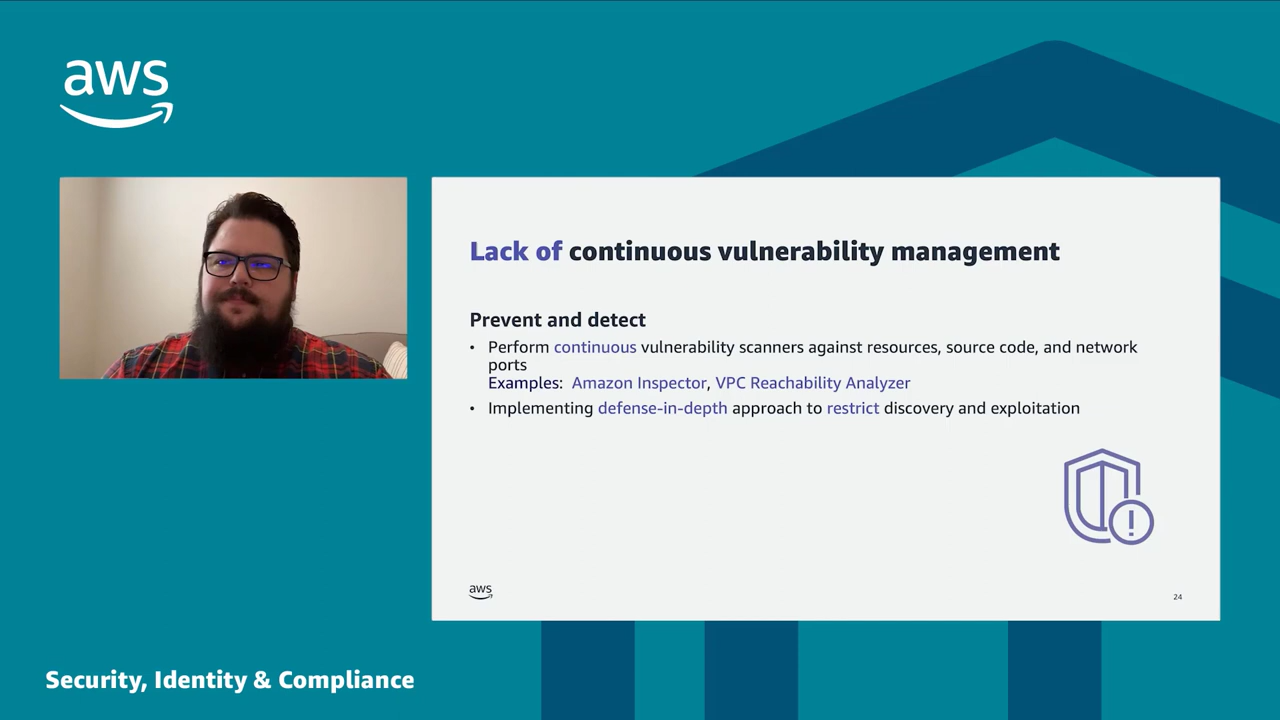 aws
Lack of continuous vulnerability management
Prevent and detect
• Perform continuous vulnerability scanners against resources, source code, and network
ports
Examples: Amazon Inspector, VPC Reachability Analyzer
• Implementing defense-in-depth approach to restrict discovery and exploitation
aws
24
Security, Identity & Compliance